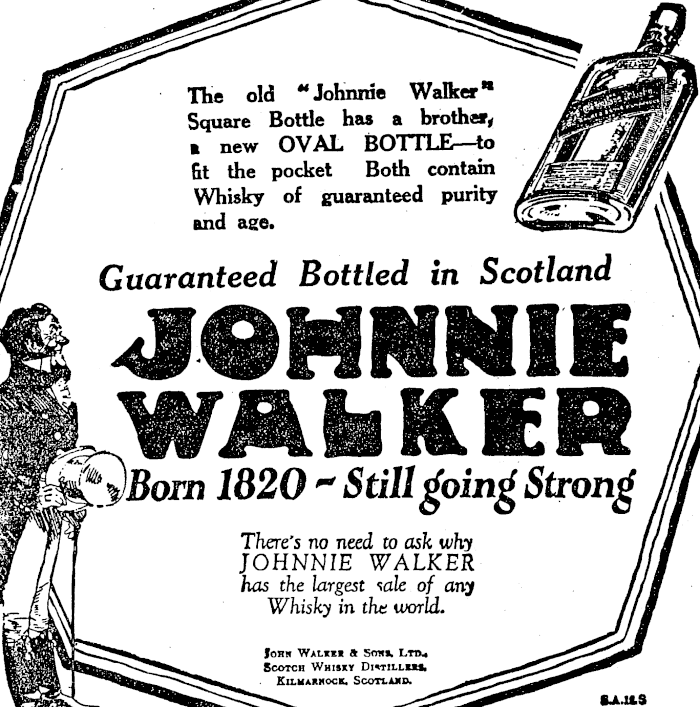 The old "Johnnie Walker"
Square Bottle has a brother,
a new OVAL BOTTLE—to
fit the pocket Both contain
Whisky of guaranteed purity
and age.
Guaranteed Bottled in Scotland
JOHNNIE
WALKER
Born 1820 ~ Still going Strong
There's no need to ask why
JOHNNIE WALKER
has the largest sale of any
Whisky in the world.
JOHN WALKER & SONS, LTD.,
SCOTCH WHISKY DISTILLERS,
KILMARNOCK, SCOTLAND.